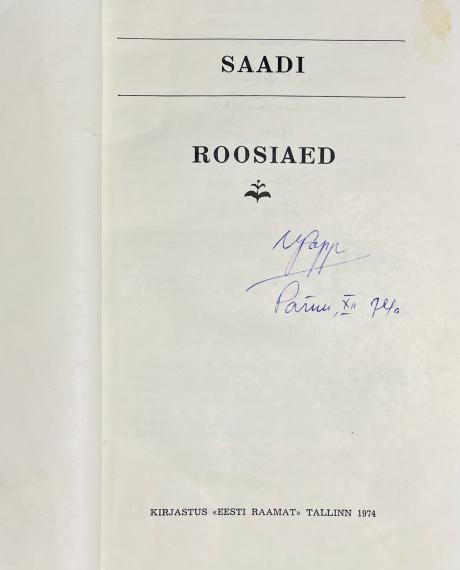 SAADI
ROOSIAED
Pärnu, XII 74a
KIRJASTUS «EESTI RAAMAT» TALLINN 1974